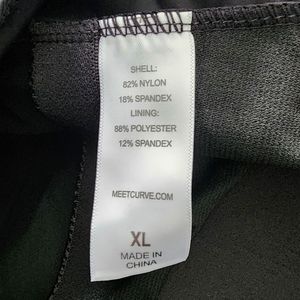 SHELL:
82% NYLON
18% SPANDEX
LINING:
88% POLYESTER
12% SPANDEX
MEETCURVE.COM
XL
MADE IN
CHINA